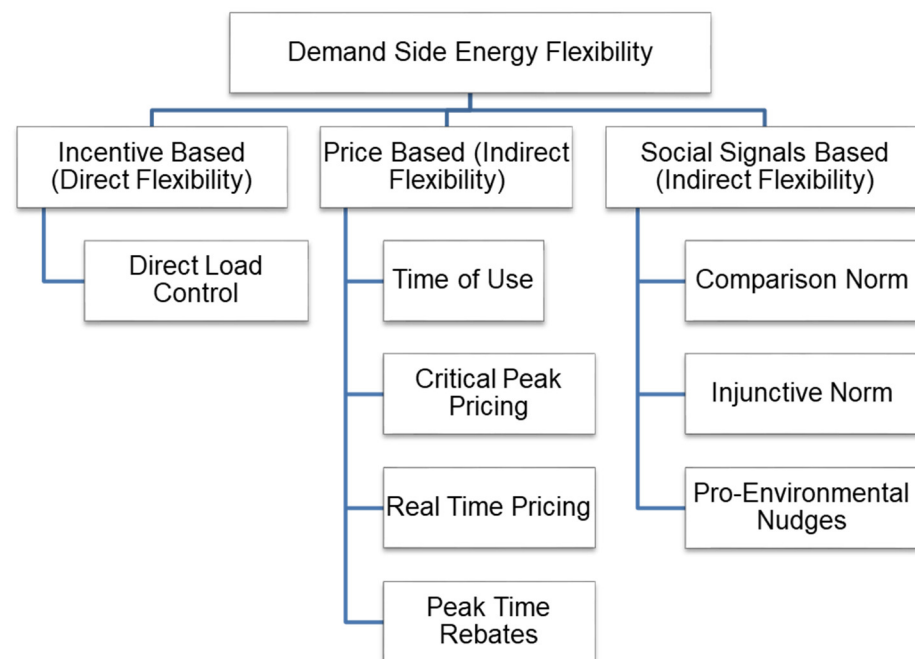 Demand Side Energy Flexibility
Incentive Based
(Direct Flexibility)
Price Based (Indirect
Flexibility)
Social Signals Based
(Indirect Flexibility)
Direct Load
Control
Time of Use
Critical Peak
Pricing
Real Time Pricing
Peak Time
Rebates
Comparison Norm
Injunctive Norm
Pro-Environmental
Nudges